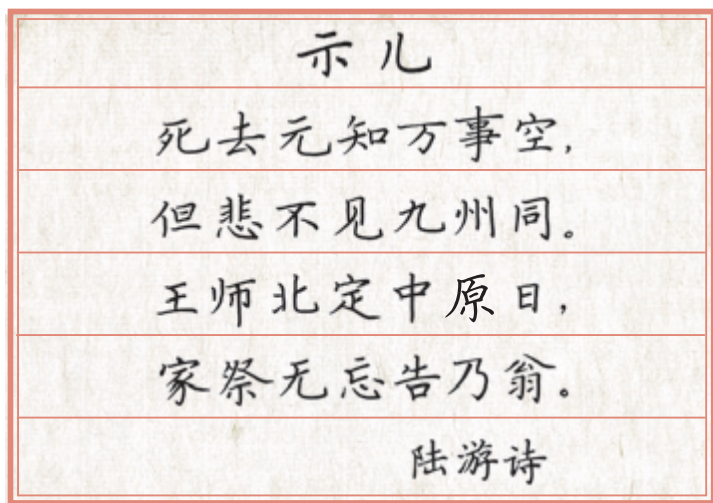 示儿
死去元知万事空，
但悲不见九州同。
王师北定中原日，
家祭无忘告乃翁。
陆游诗